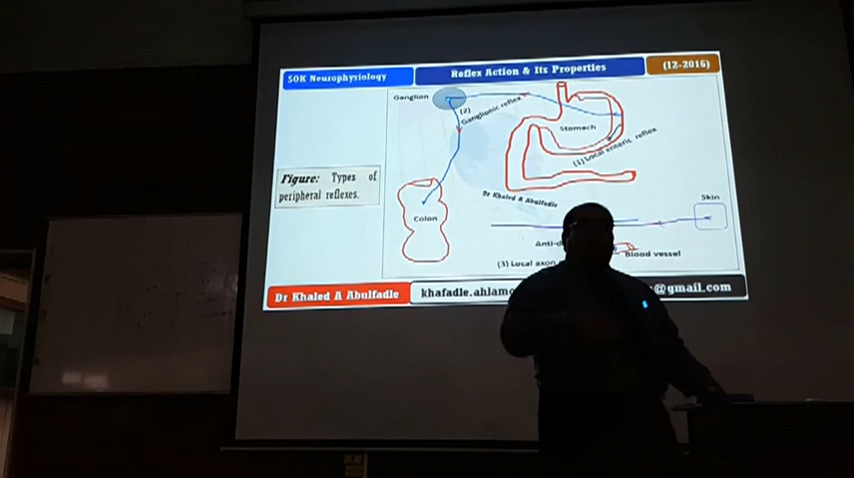 SOK Neurophysiology
Reflex Action & Its Properties
(12-2016)
Ganglion
(2)
Ganglionic reflex
Stomach
(1) Local enteric reflex
Figure: Types of
peripheral reflexes.
Dr Khaled A Abulfadle
Skin
Colon
Blood vessel
(3) Local axon
Dr Khaled A Abulfadle
@gmail.com